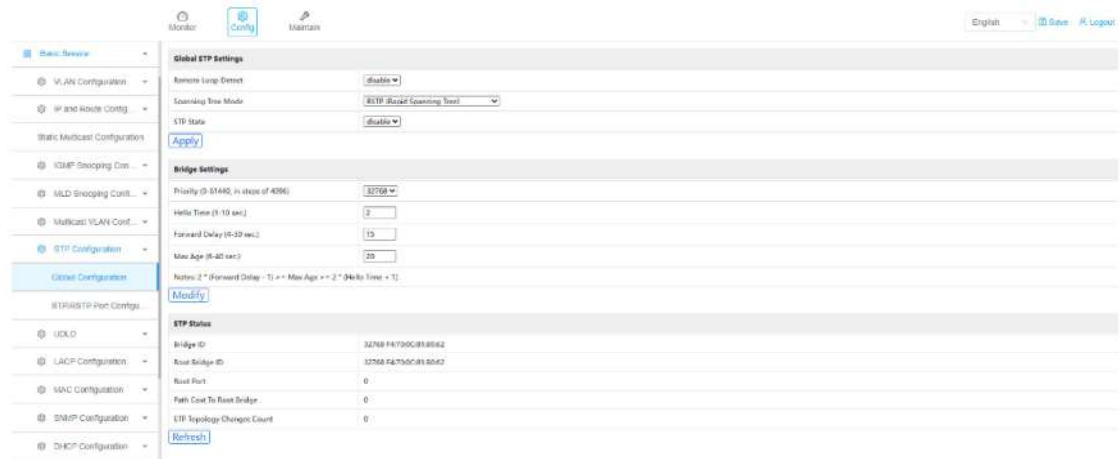 Monitor Config Maintain English Save Logout
Basic Service
VLAN Configuration
IP and Route Config...
Static Multicast Configuration
IGMP Snooping Con...
MLD Snooping Confi...
Multicast VLAN Conf...
STP Configuration
Global Configuration
STP/RSTP Port Configu...
UDLD
LACP Configuration
MAC Configuration
SNMP Configuration
DHCP Configuration
Global STP Settings
Remote Loop Detect disable
Spanning Tree Mode RSTP (Rapid Spanning Tree)
STP State disable
Apply
Bridge Settings
Priority (0-61440, in steps of 4096) 32768
Hello Time (1-10 sec.) 2
Forward Delay (4-30 sec.) 15
Max Age (6-40 sec.) 20
Notes: 2 * (Forward Delay - 1) >= Max Age >= 2 * (Hello Time + 1)
Modify
STP Status
Bridge ID 32768
Root Bridge ID 32768
Root Port 0
Path Cost To Root Bridge 0
STP Topology Changes Count 0
Refresh